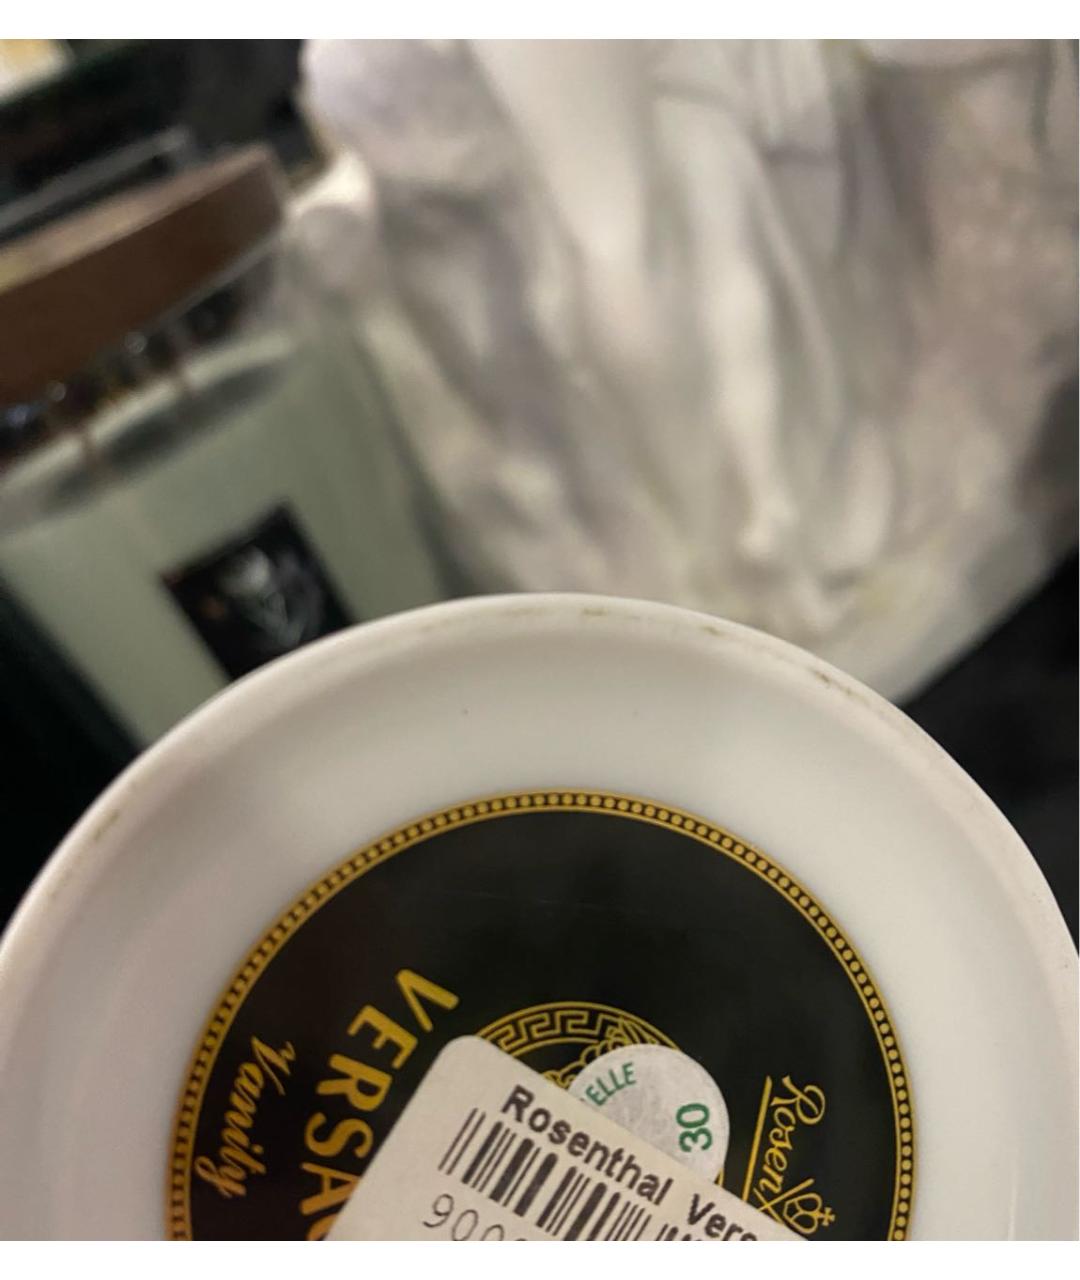 VERSA
Vanity
Rosen
ELLE
30
Rosenthal Vers
900